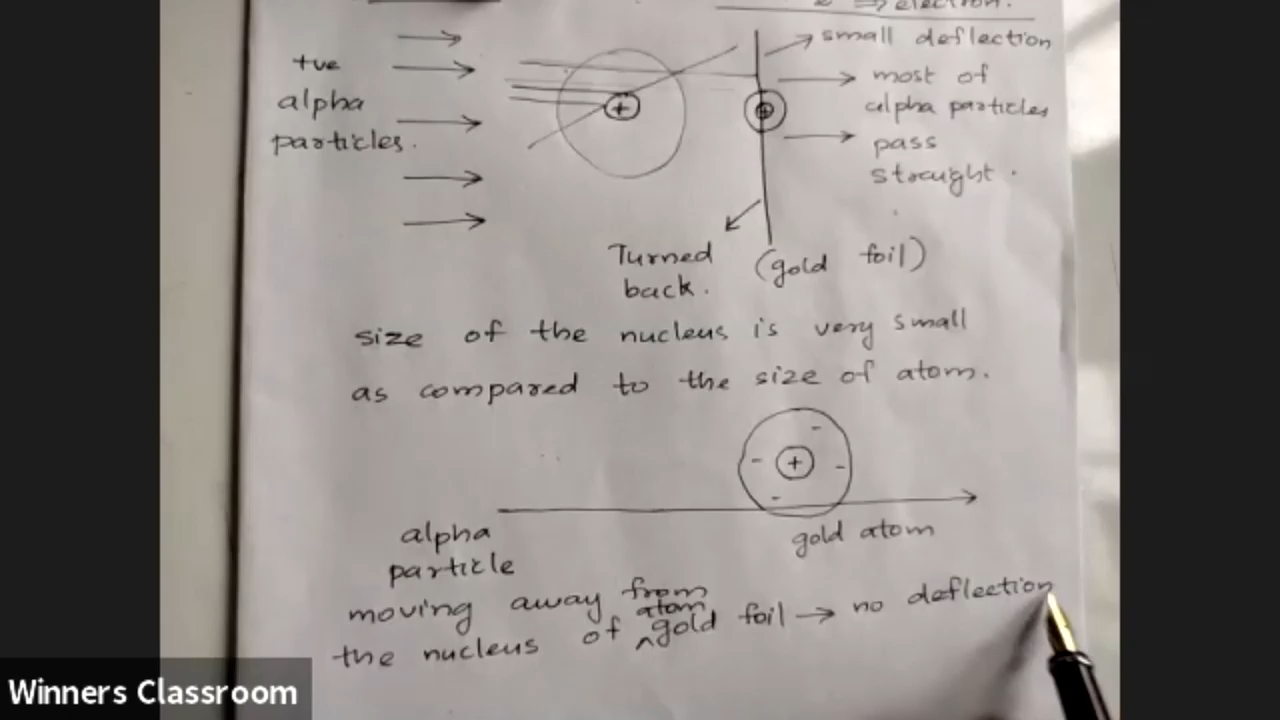 ⇒ electron.
+ve
alpha
particles.
+
+
small deflection
most of
alpha particles
pass
straught.
Turned
back.
(gold foil)
size of the nucleus is very small
as compared to the size of atom.
-
- + -
-
alpha
particle
gold atom
moving away from
the nucleus of ^atom gold foil → no deflection
Winners Classroom